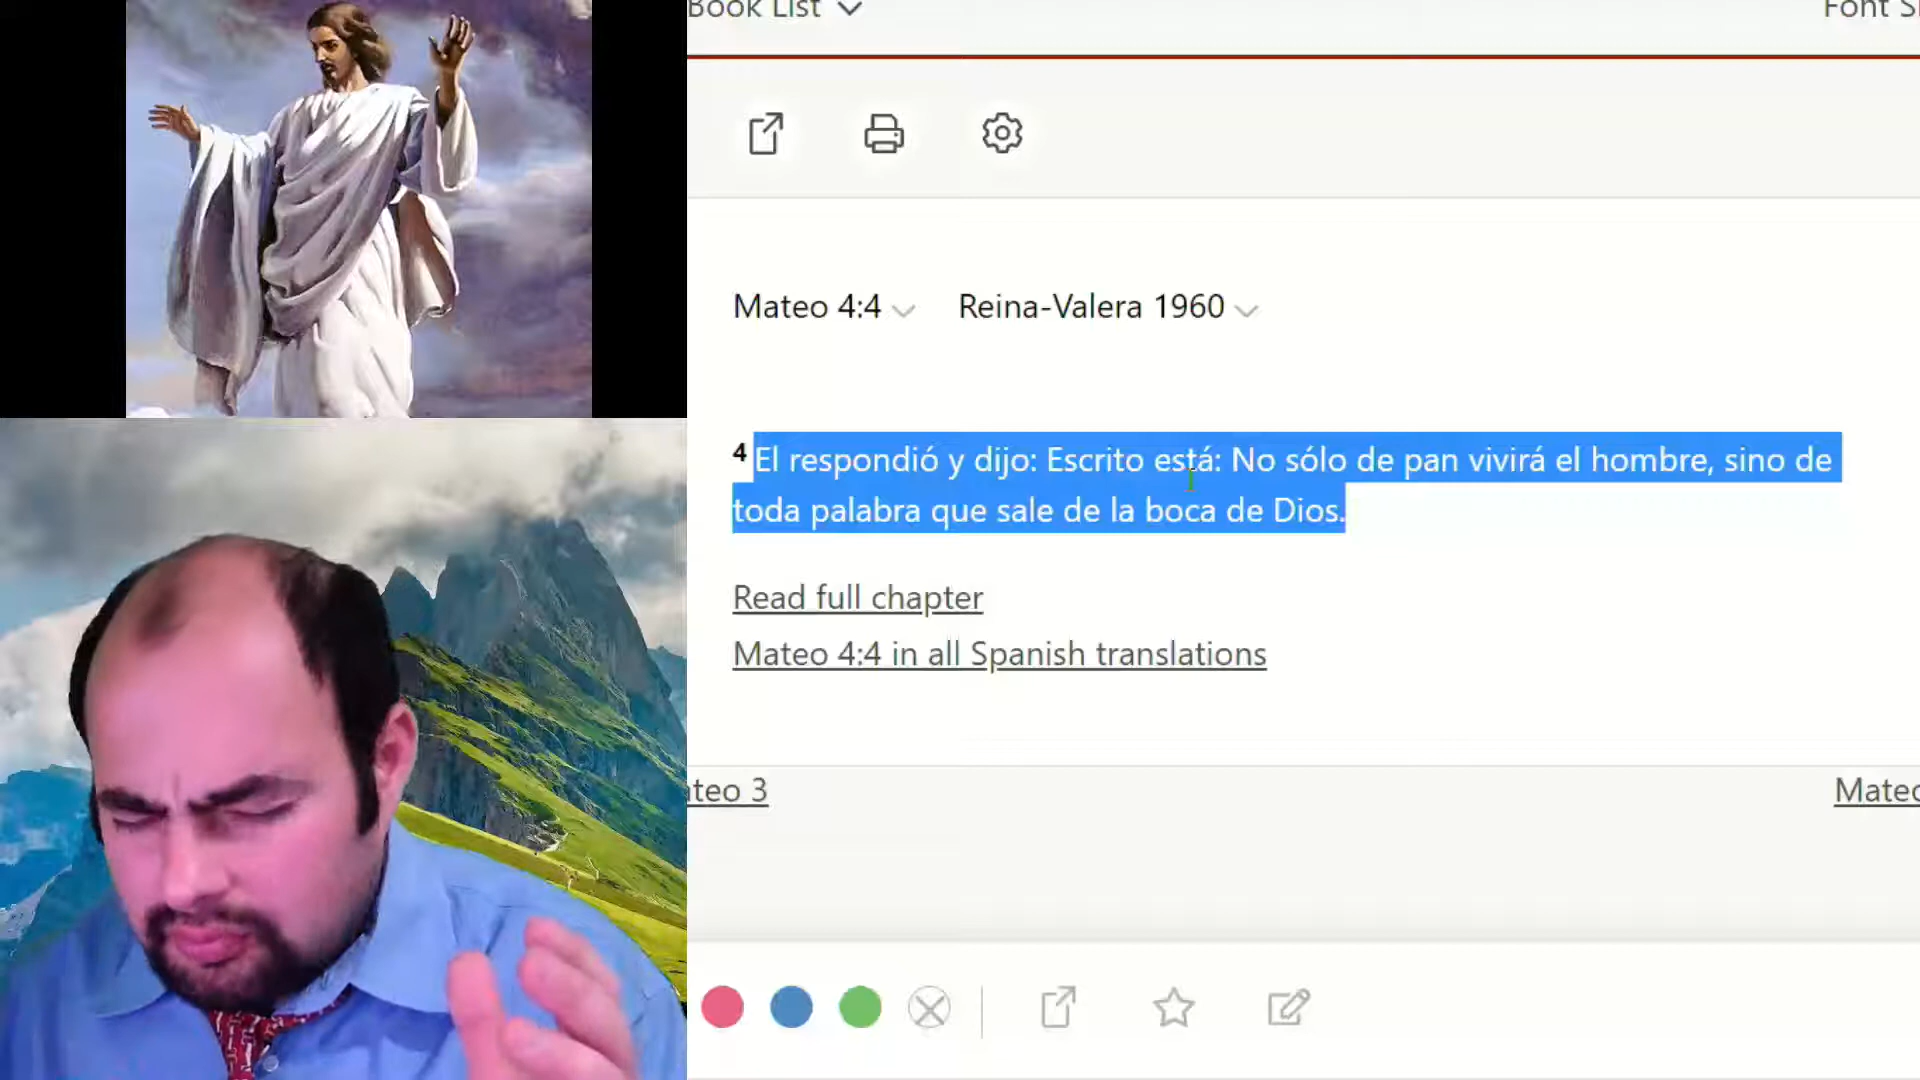 Book List
Font S
Mateo 4:4 Reina-Valera 1960
4 El respondió y dijo: Escrito está: No sólo de pan vivirá el hombre, sino de
toda palabra que sale de la boca de Dios.
Read full chapter
Mateo 4:4 in all Spanish translations
ateo 3
Mateo